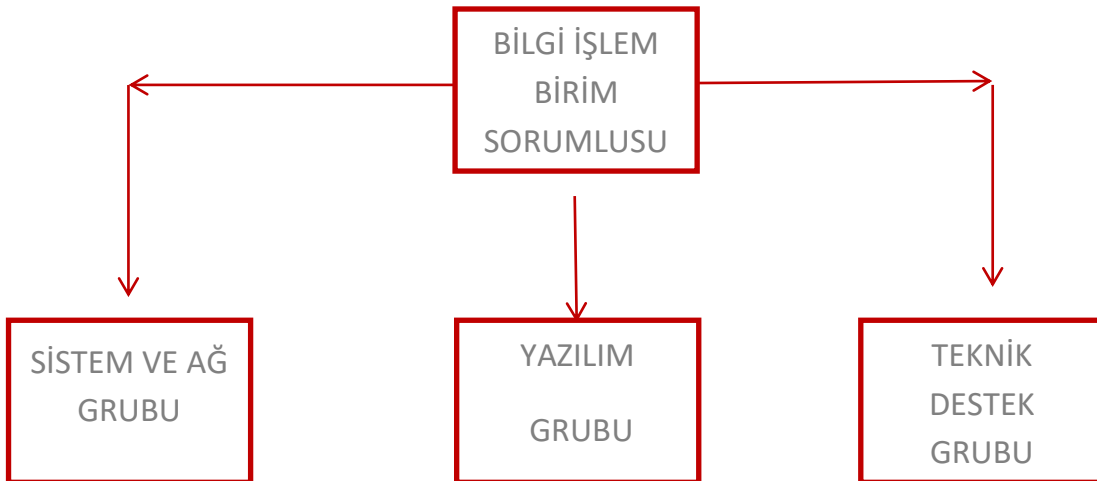 BİLGİ İŞLEM
BİRİM
SORUMLUSU
SİSTEM VE AĞ
GRUBU
YAZILIM
GRUBU
TEKNİK
DESTEK
GRUBU